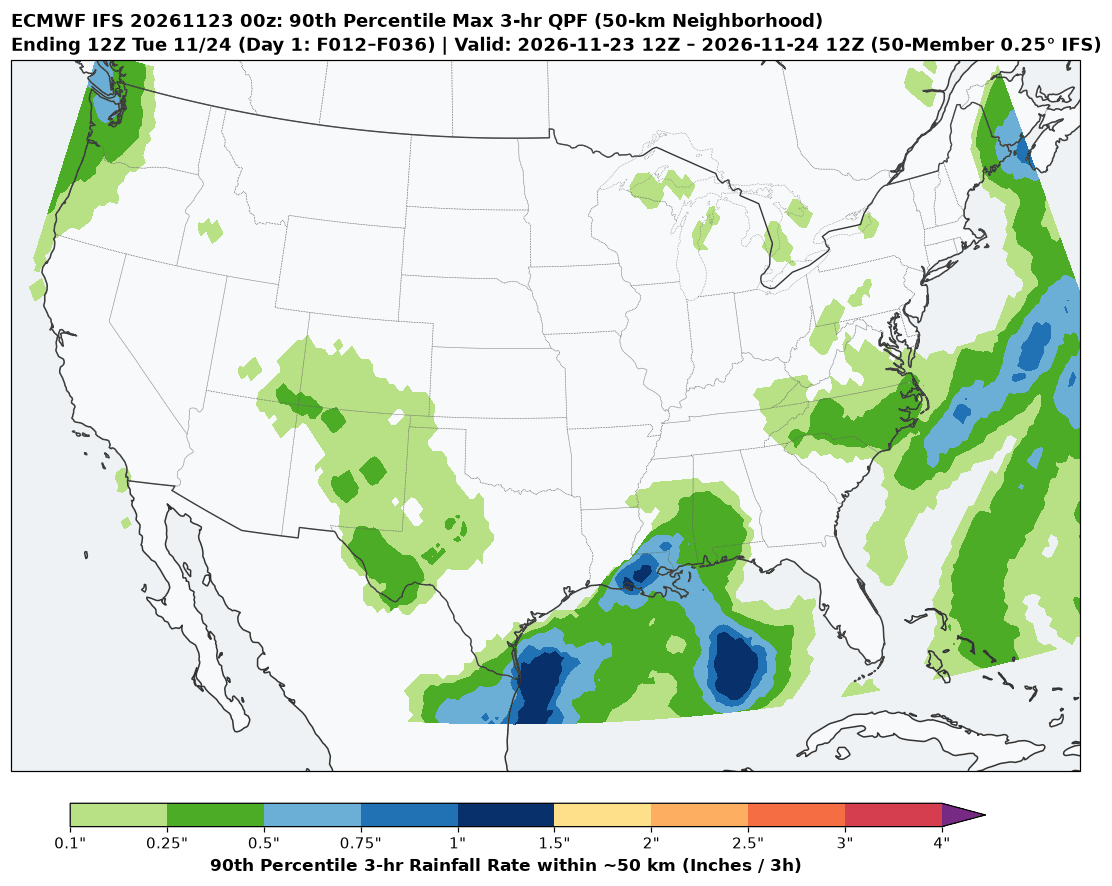 ECMWF IFS 20261123 00z: 90th Percentile Max 3-hr QPF (50-km Neighborhood)
Ending 12Z Tue 11/24 (Day 1: F012–F036) | Valid: 2026-11-23 12Z – 2026-11-24 12Z (50-Member 0.25° IFS)
0.1" 0.25" 0.5" 0.75" 1" 1.5" 2" 2.5" 3" 4"
90th Percentile 3-hr Rainfall Rate within ~50 km (Inches / 3h)